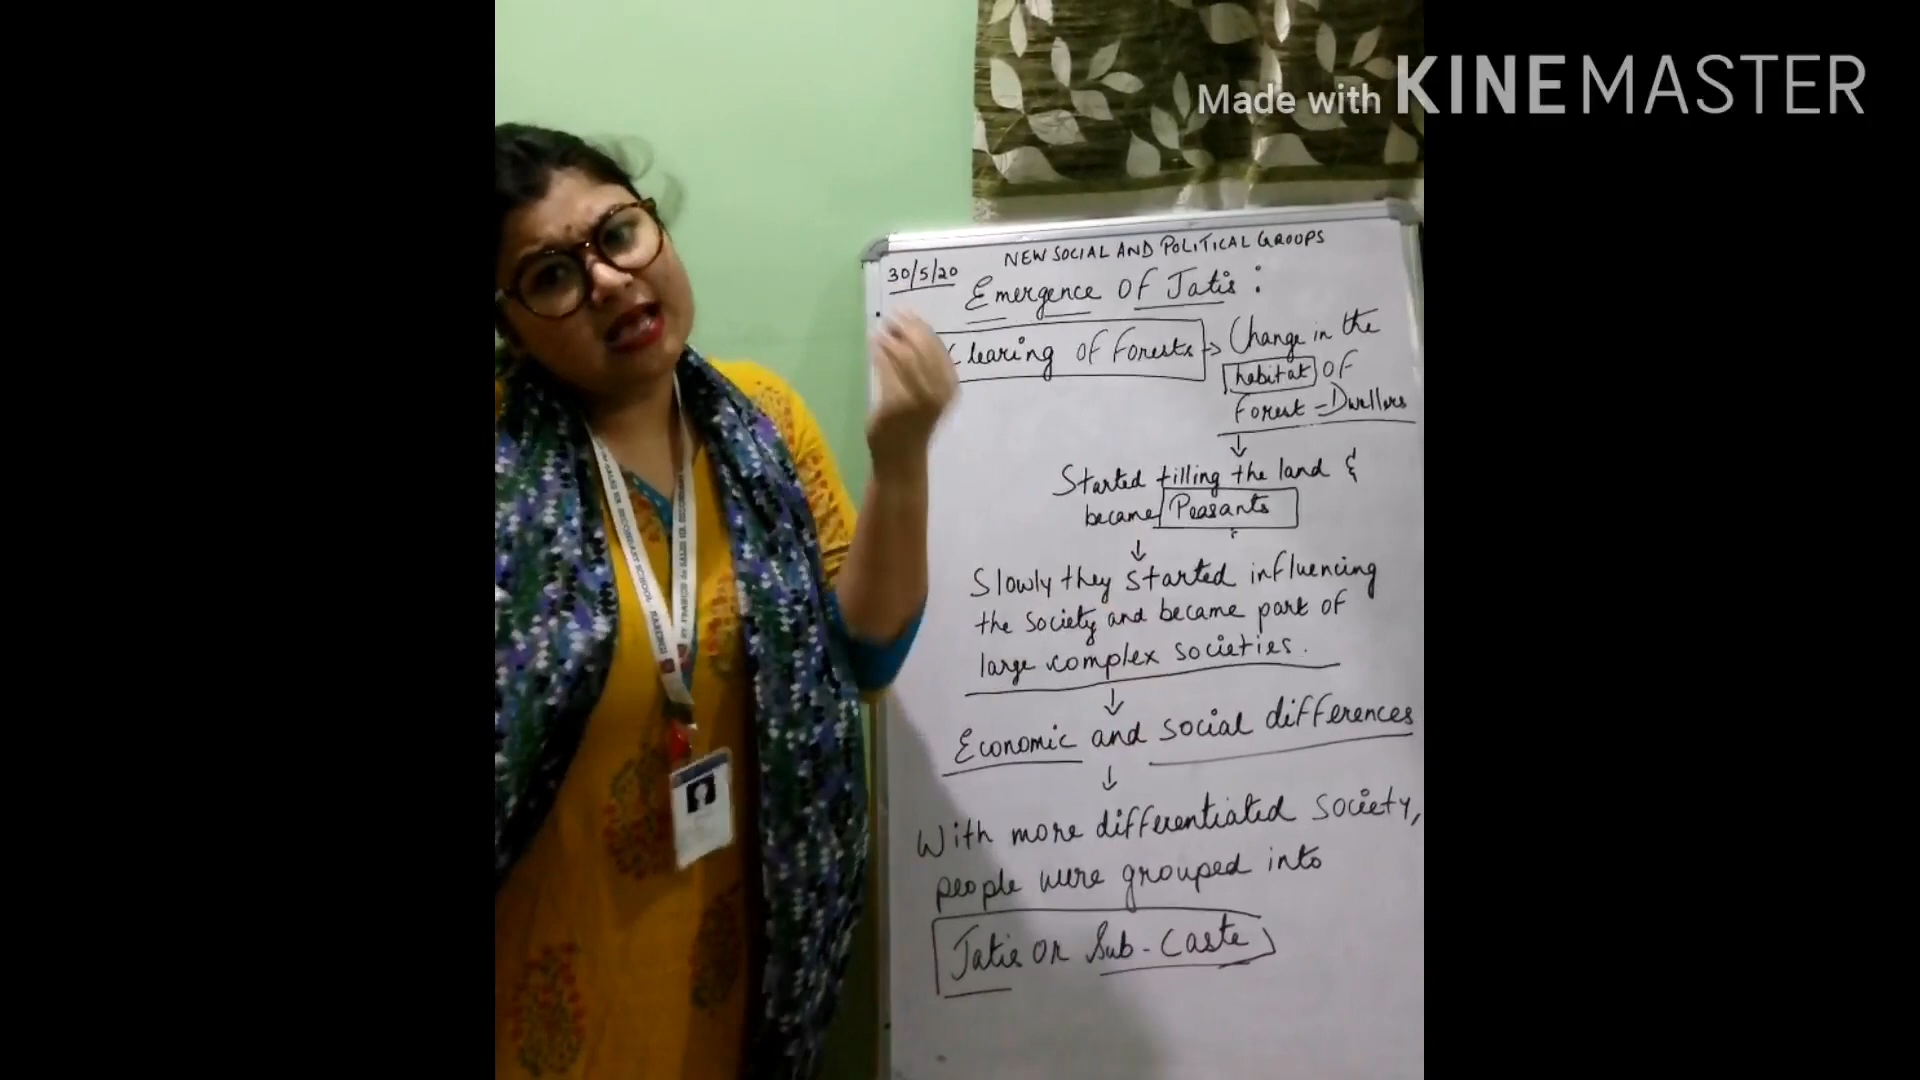 Made with KINEMASTER
NEW SOCIAL AND POLITICAL GROUPS
30/5/20
Emergence Of Jatis :
Clearing Of Forests → Change in the
habitat OF
Forest-Dwellers
↓
Started tilling the land &
became Peasants
↓
Slowly they started influencing
the society and became part of
large complex societies.
↓
Economic and social differences
↓
With more differentiated society,
people were grouped into
Jatis or Sub-Caste